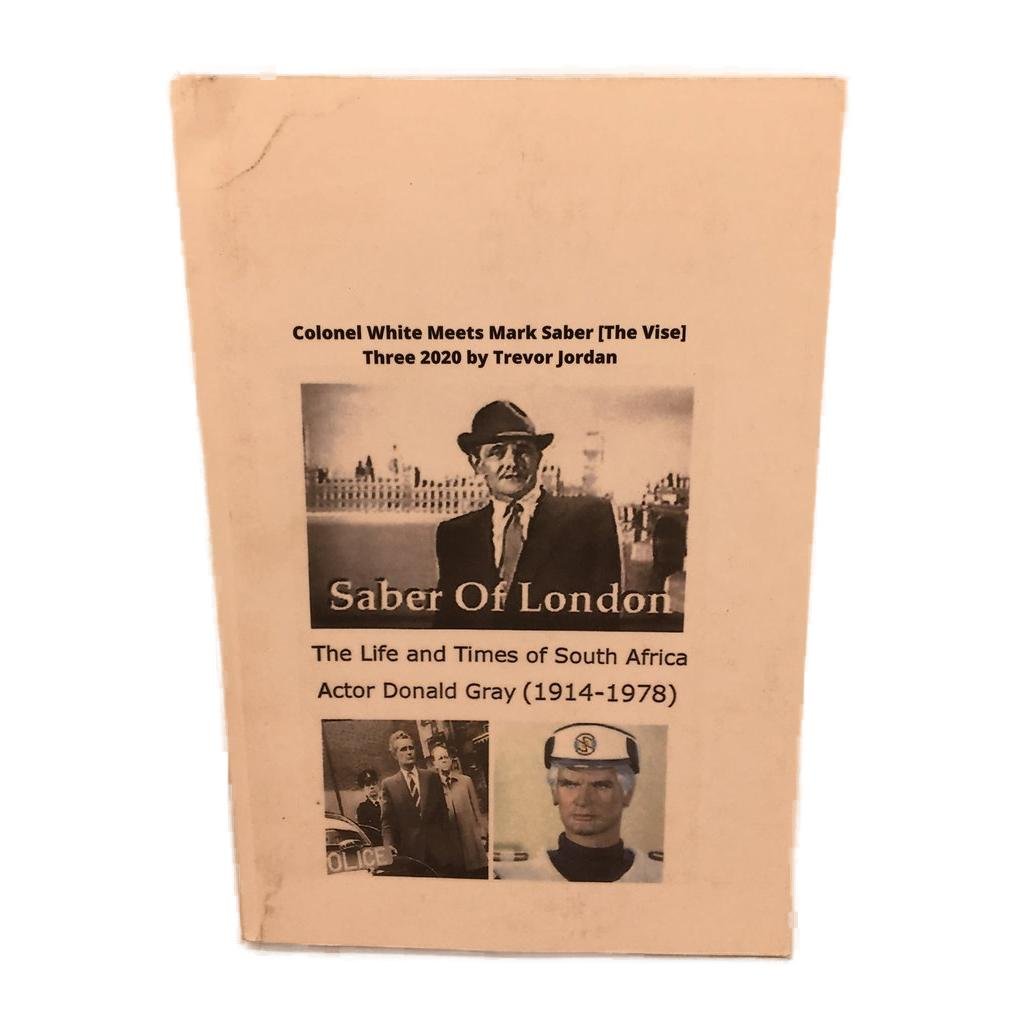 Colonel White Meets Mark Saber [The Vise]
Three 2020 by Trevor Jordan
Saber Of London
The Life and Times of South Africa
Actor Donald Gray (1914-1978)
OLICE
S